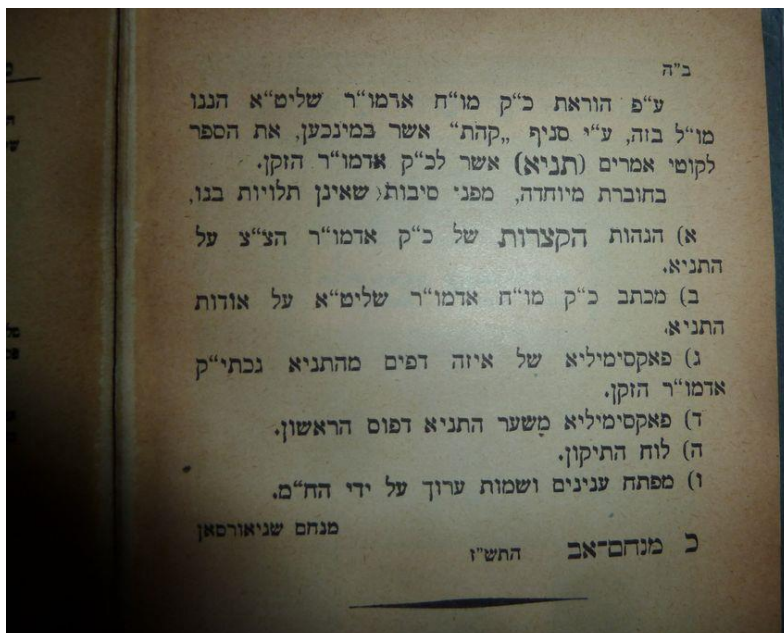 ב"ה
ע"פ הוראת כ"ק מו"ח אדמו"ר שליט"א הננו
מו"ל בזה, ע"י סניף „קהת" אשר במינכען, את הספר
לקוטי אמרים (תניא) אשר לכ"ק אדמו"ר הזקן.
בחוברת מיוחדה, מפני סיבות שאינן תלויות בנו,
א) הגהות הקצרות של כ"ק אדמו"ר הצ"צ על
התניא.
ב) מכתב כ"ק מו"ח אדמו"ר שליט"א על אודות
התניא.
ג) פאקסימיליא של איזה דפים מהתניא גכתי"ק
אדמו"ר הזקן.
ד) פאקסימיליא משער התניא דפוס הראשון.
ה) לוח התיקון.
ו) מפתח ענינים ושמות ערוך על ידי הח"מ.
מנחם שניאורסאן
כ מנחם־אב התש"ז